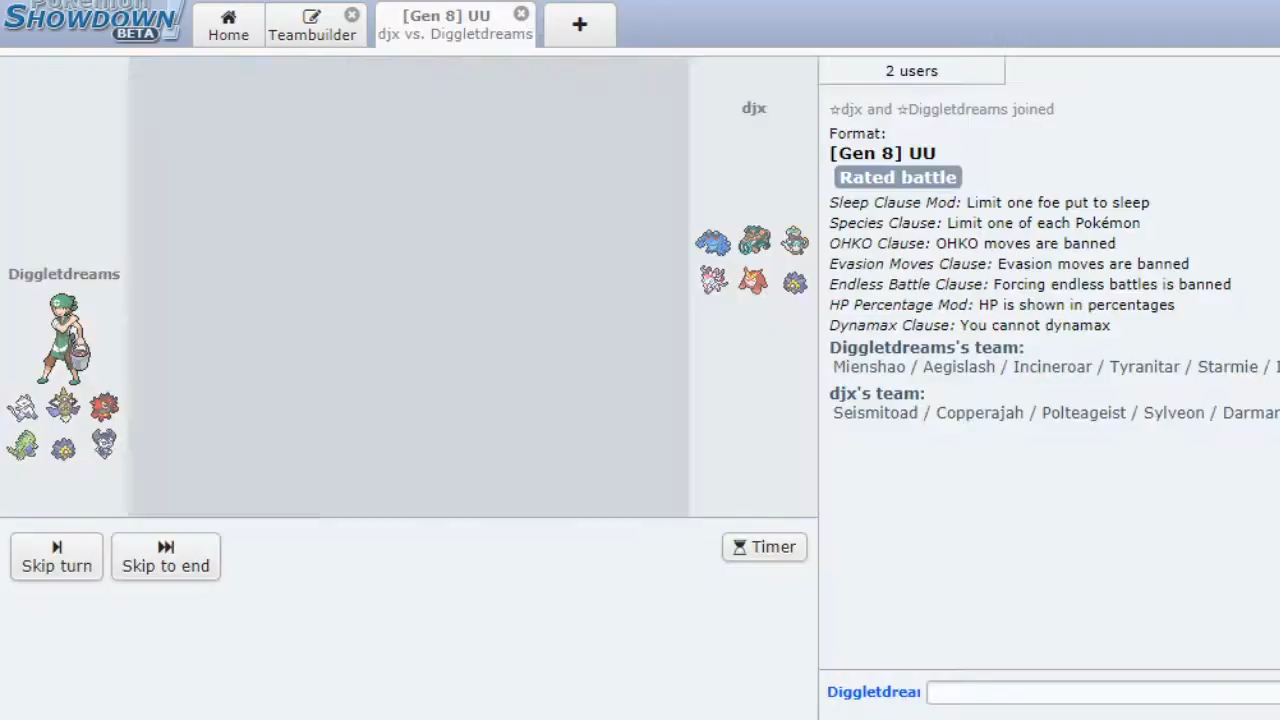 Pokémon
SHOWDOWN
BETA
Home
Teambuilder
[Gen 8] UU
djx vs. Diggletdreams
+
2 users
djx
Diggletdreams
☆djx and ☆Diggletdreams joined
Format:
[Gen 8] UU
Rated battle
Sleep Clause Mod: Limit one foe put to sleep
Species Clause: Limit one of each Pokémon
OHKO Clause: OHKO moves are banned
Evasion Moves Clause: Evasion moves are banned
Endless Battle Clause: Forcing endless battles is banned
HP Percentage Mod: HP is shown in percentages
Dynamax Clause: You cannot dynamax
Diggletdreams's team:
Mienshao / Aegislash / Incineroar / Tyranitar / Starmie /
djx's team:
Seismitoad / Copperajah / Polteageist / Sylveon / Darman
Skip turn
Skip to end
Timer
Diggletdrea